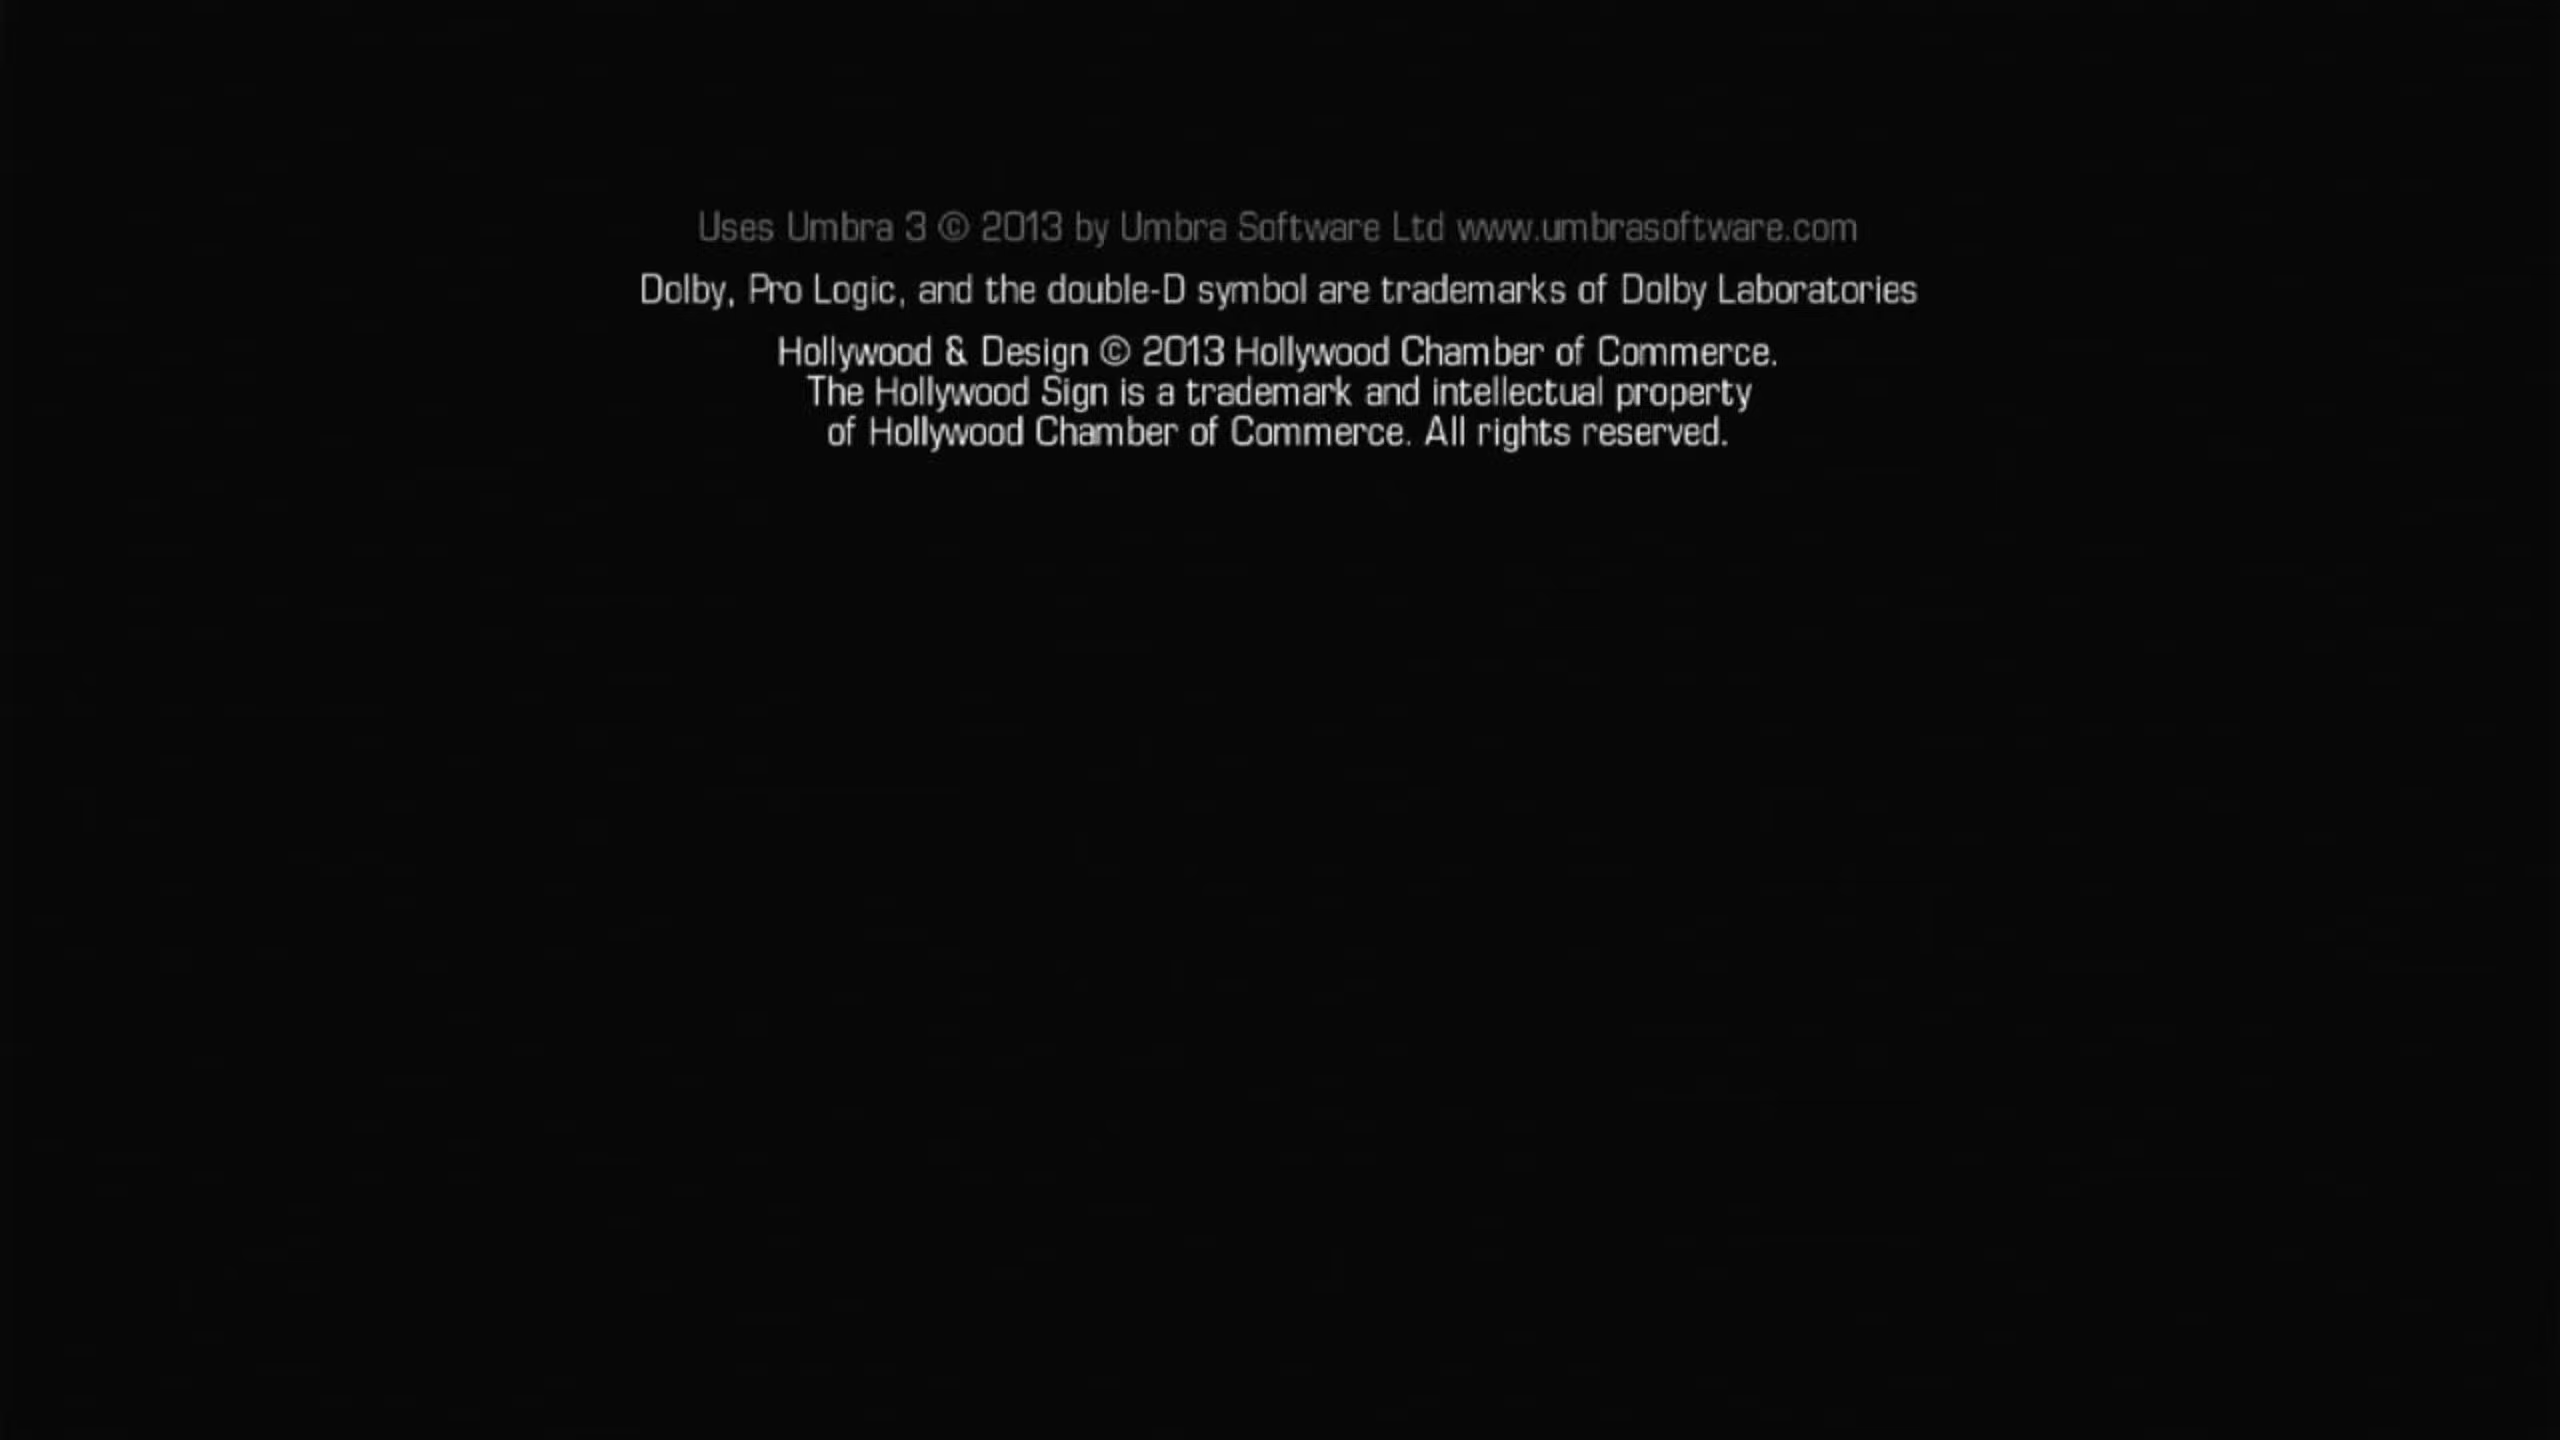 Uses Umbra 3 © 2013 by Umbra Software Ltd www.umbrasoftware.com
Dolby, Pro Logic, and the double-D symbol are trademarks of Dolby Laboratories
Hollywood & Design © 2013 Hollywood Chamber of Commerce.
The Hollywood Sign is a trademark and intellectual property
of Hollywood Chamber of Commerce. All rights reserved.